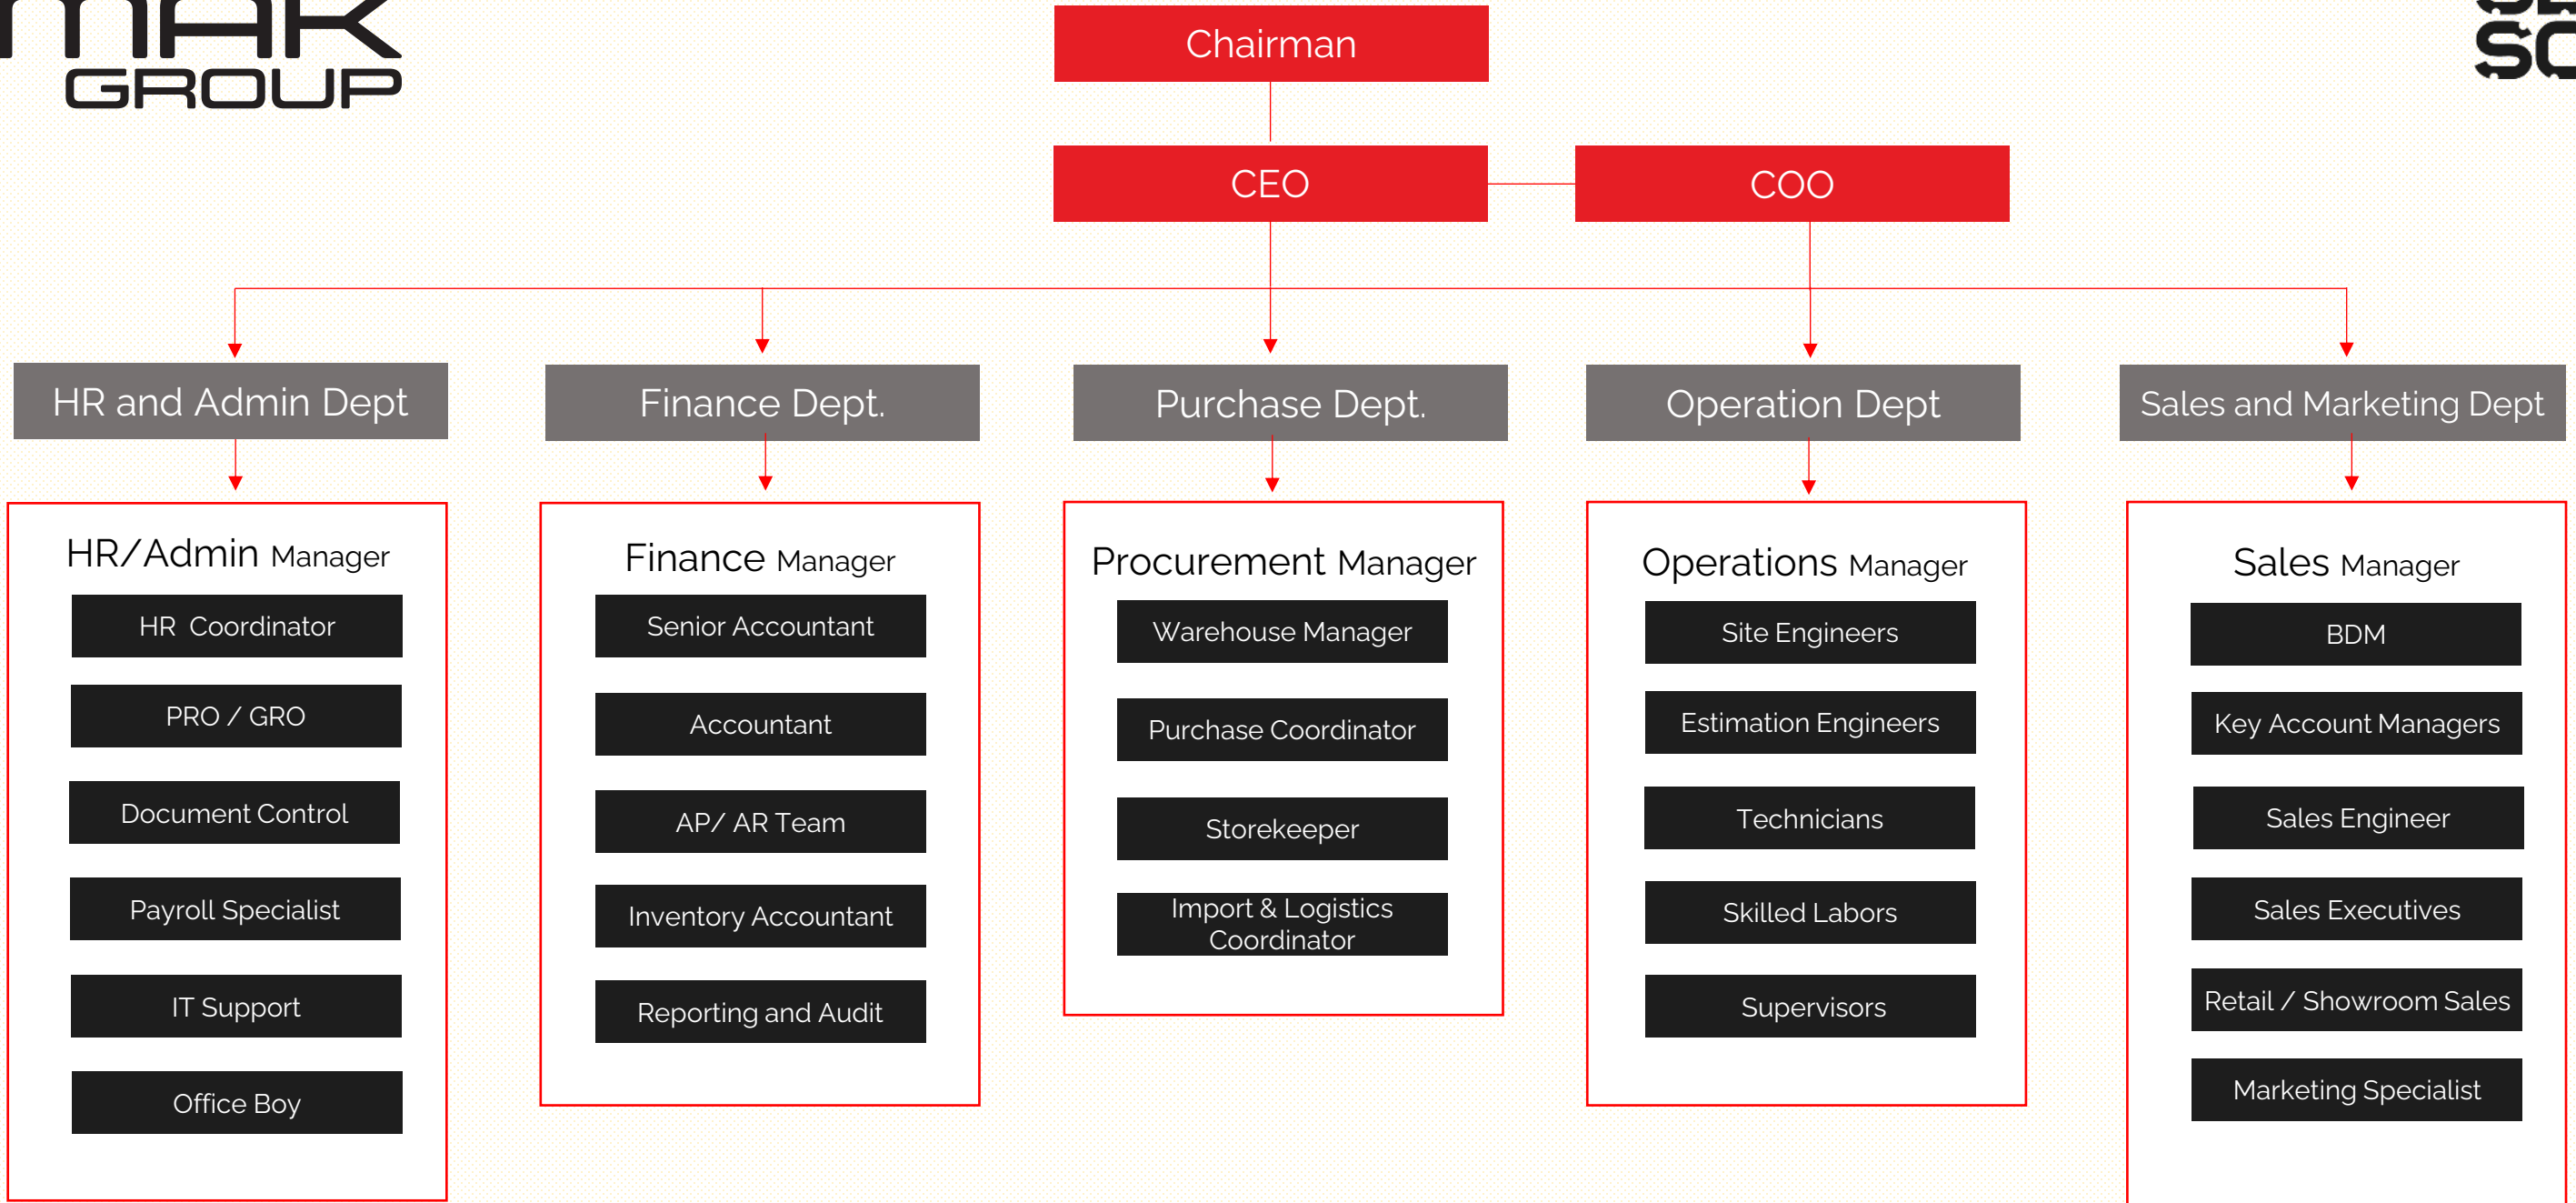 MAK
GROUP
SO
Chairman
CEO
COO
HR and Admin Dept
Finance Dept.
Purchase Dept.
Operation Dept
Sales and Marketing Dept
HR/Admin Manager
HR Coordinator
PRO / GRO
Document Control
Payroll Specialist
IT Support
Office Boy
Finance Manager
Senior Accountant
Accountant
AP/ AR Team
Inventory Accountant
Reporting and Audit
Procurement Manager
Warehouse Manager
Purchase Coordinator
Storekeeper
Import & Logistics
Coordinator
Operations Manager
Site Engineers
Estimation Engineers
Technicians
Skilled Labors
Supervisors
Sales Manager
BDM
Key Account Managers
Sales Engineer
Sales Executives
Retail / Showroom Sales
Marketing Specialist